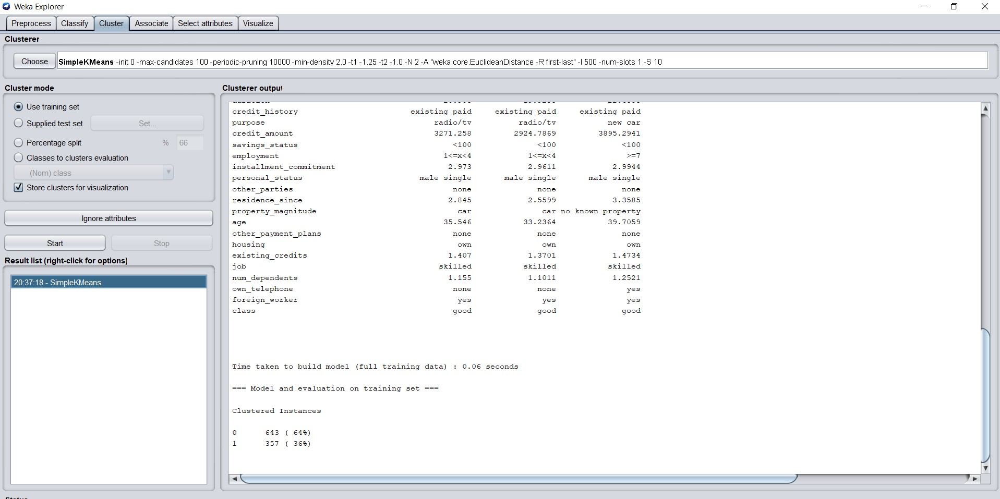 Weka Explorer
Preprocess Classify Cluster Associate Select attributes Visualize
Clusterer
Choose SimpleKMeans -init 0 -max-candidates 100 -periodic-pruning 10000 -min-density 2.0 -t1 -1.25 -t2 -1.0 -N 2 -A "weka.core.EuclideanDistance -R first-last" -I 500 -num-slots 1 -S 10
Cluster mode
Use training set
Supplied test set Set...
Percentage split % 66
Classes to clusters evaluation
(Nom) class
Store clusters for visualization
Ignore attributes
Start Stop
Result list (right-click for options)
20:37:18 - SimpleKMeans
Clusterer output
credit_history existing paid existing paid existing paid
purpose radio/tv radio/tv new car
credit_amount 3271.258 2924.7869 3895.2941
savings_status <100 <100 <100
employment 1<=X<4 1<=X<4 >=7
installment_commitment 2.973 2.9611 2.9944
personal_status male single male single male single
other_parties none none none
residence_since 2.845 2.5599 3.3585
property_magnitude car car no known property
age 35.546 33.2364 39.7059
other_payment_plans none none none
housing own own own
existing_credits 1.407 1.3701 1.4734
job skilled skilled skilled
num_dependents 1.155 1.1011 1.2521
own_telephone none none yes
foreign_worker yes yes yes
class good good good
Time taken to build model (full training data) : 0.06 seconds
=== Model and evaluation on training set ===
Clustered Instances
0 643 ( 64%)
1 357 ( 36%)